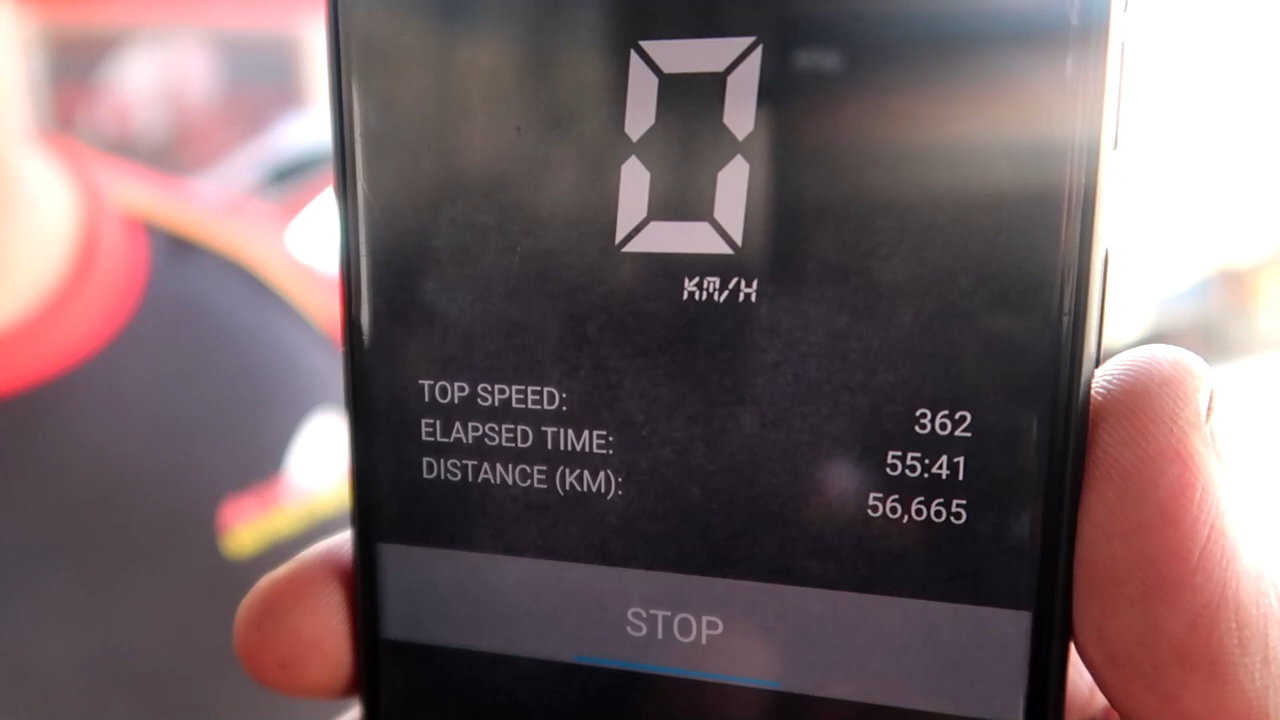 0
KM/H
TOP SPEED: 362
ELAPSED TIME: 55:41
DISTANCE (KM): 56,665
STOP